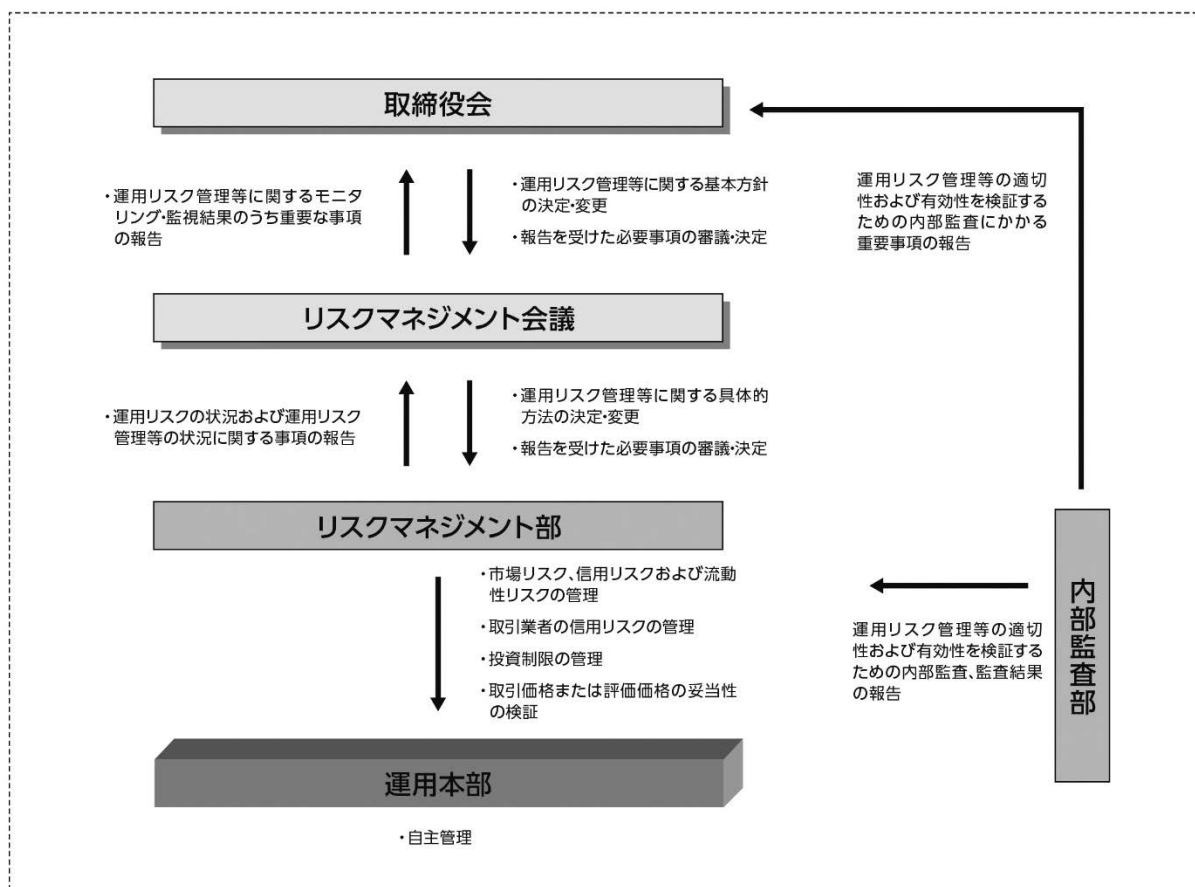 取締役会
・運用リスク管理等に関するモニタ
リング・監視結果のうち重要な事項
の報告
・運用リスク管理等に関する基本方針
の決定・変更
・報告を受けた必要事項の審議・決定
運用リスク管理等の適切
性および有効性を検証する
ための内部監査にかかる
重要事項の報告
リスクマネジメント会議
・運用リスクの状況および運用リスク
管理等の状況に関する事項の報告
・運用リスク管理等に関する具体的
方法の決定・変更
・報告を受けた必要事項の審議・決定
リスクマネジメント部
・市場リスク、信用リスクおよび流動
性リスクの管理
・取引業者の信用リスクの管理
・投資制限の管理
・取引価格または評価価格の妥当性
の検証
運用リスク管理等の適切
性および有効性を検証する
ための内部監査、監査結果
の報告
内部監査部
運用本部
・自主管理